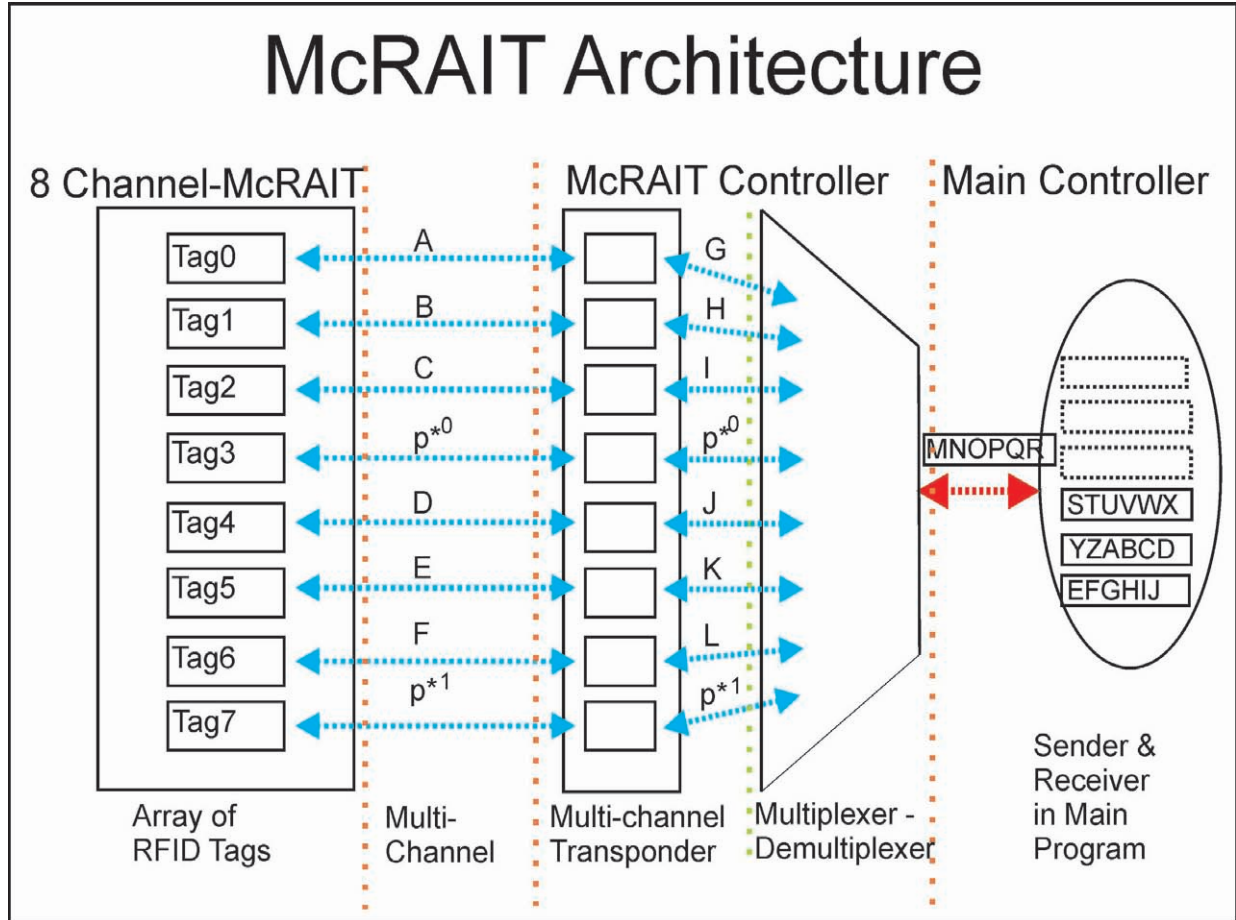 McRAIT Architecture
8 Channel-McRAIT
McRAIT Controller
Main Controller
Tag0
Tag1
Tag2
Tag3
Tag4
Tag5
Tag6
Tag7
A
B
C
p*0
D
E
F
p*1
G
H
I
p*0
J
K
L
p*1
MNOPQR
STUVWX
YZABCD
EFGHIJ
Array of
RFID Tags
Multi-
Channel
Multi-channel
Transponder
Multiplexer -
Demultiplexer
Sender &
Receiver
in Main
Program